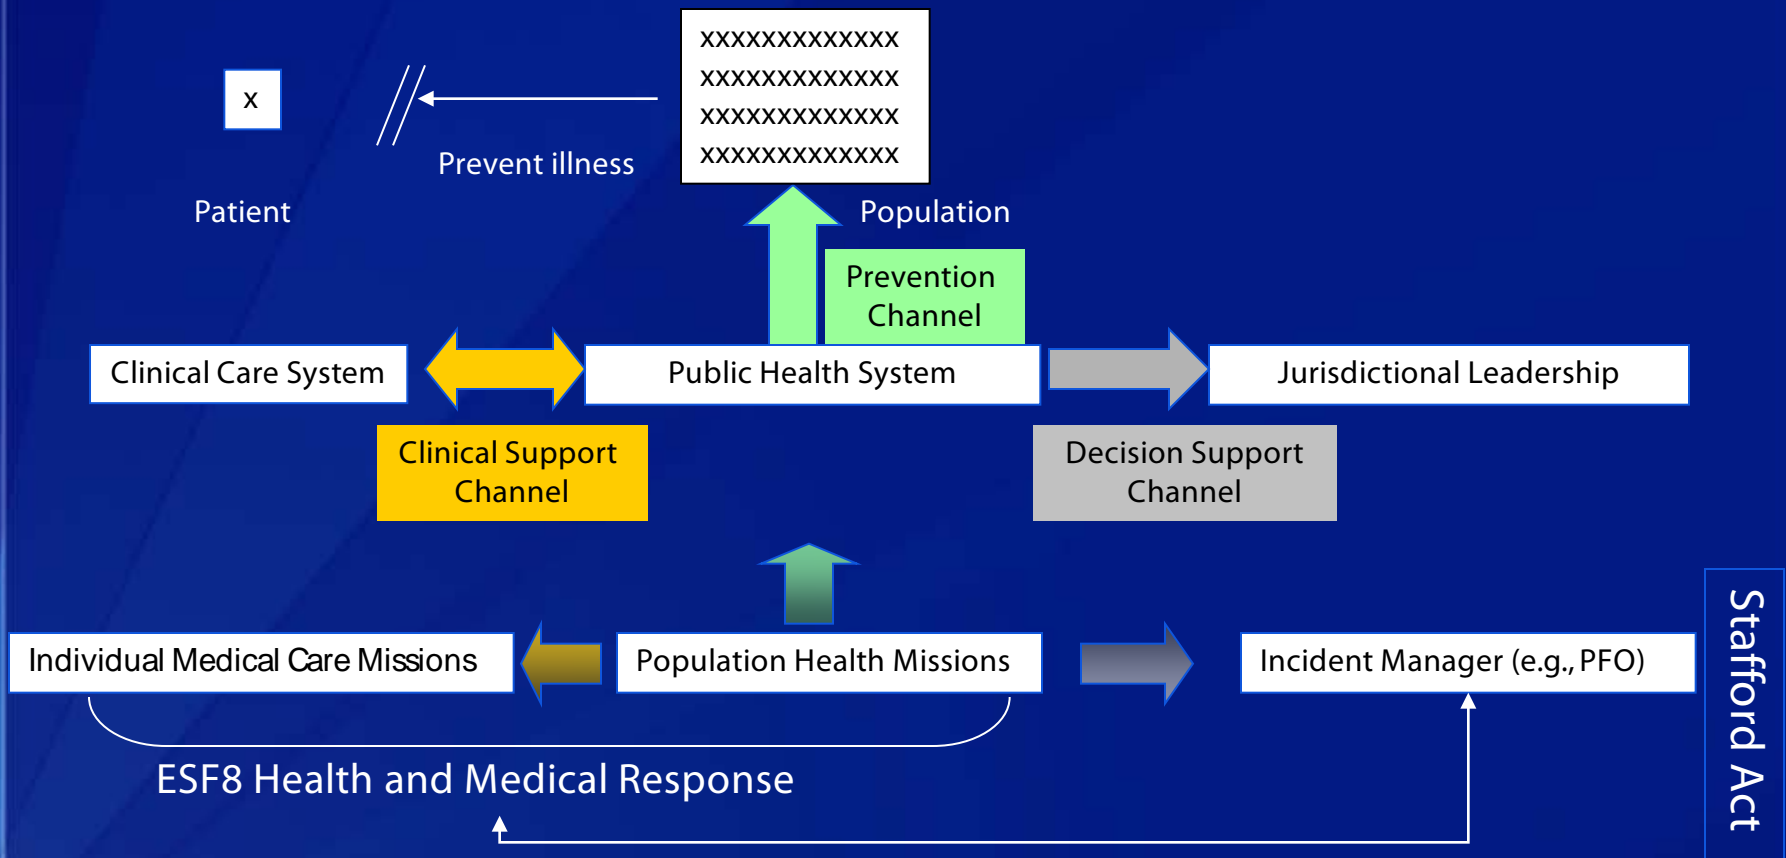 xxxxxxxxxxxxx
xxxxxxxxxxxxx
xxxxxxxxxxxxx
xxxxxxxxxxxxx
x
Prevent illness
Patient
Population
Prevention
Channel
Clinical Care System
Public Health System
Jurisdictional Leadership
Clinical Support
Channel
Decision Support
Channel
Individual Medical Care Missions
Population Health Missions
Incident Manager (e.g., PFO)
Stafford Act
ESF8 Health and Medical Response